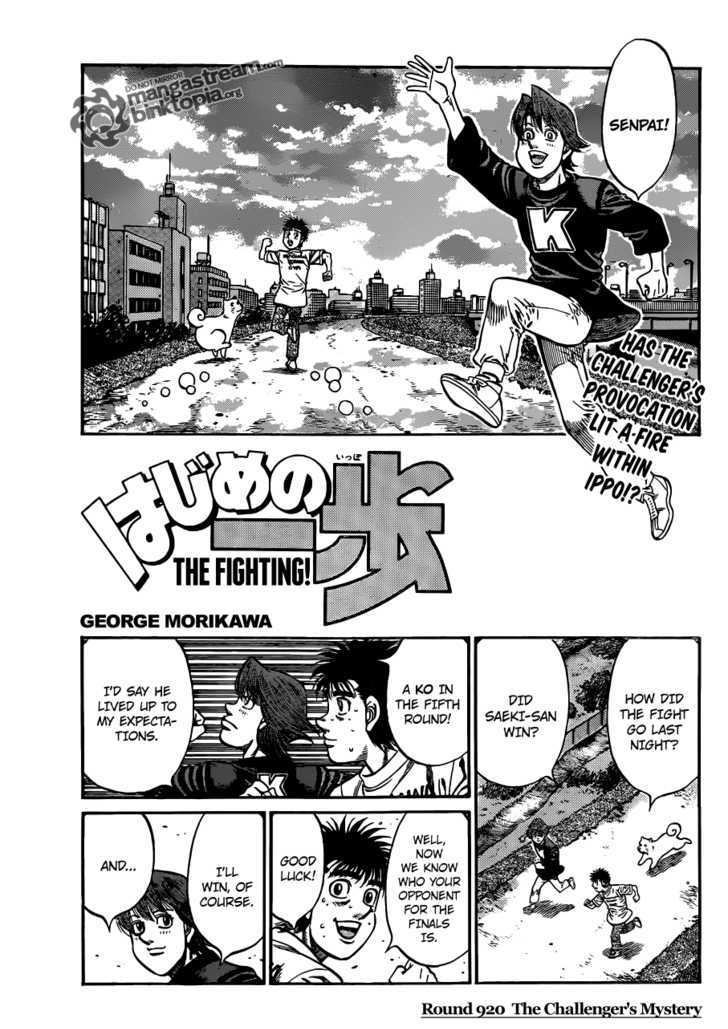 DO NOT MIRROR
mangastream.com
binktopia.org
SENPAI!
K
HAS THE
CHALLENGER'S
PROVOCATION
LIT A FIRE
WITHIN
IPPO!?
いっぽ
はじめの一歩
THE FIGHTING!
GEORGE MORIKAWA
HOW DID
THE FIGHT
GO LAST
NIGHT?
DID
SAEKI-SAN
WIN?
A KO IN
THE FIFTH
ROUND!
I'D SAY HE
LIVED UP TO
MY EXPECTA-
TIONS.
K
WELL,
NOW
WE KNOW
WHO YOUR
OPPONENT
FOR THE
FINALS
IS.
GOOD
LUCK!
I'LL
WIN, OF
COURSE.
AND...
Round 920 The Challenger's Mystery